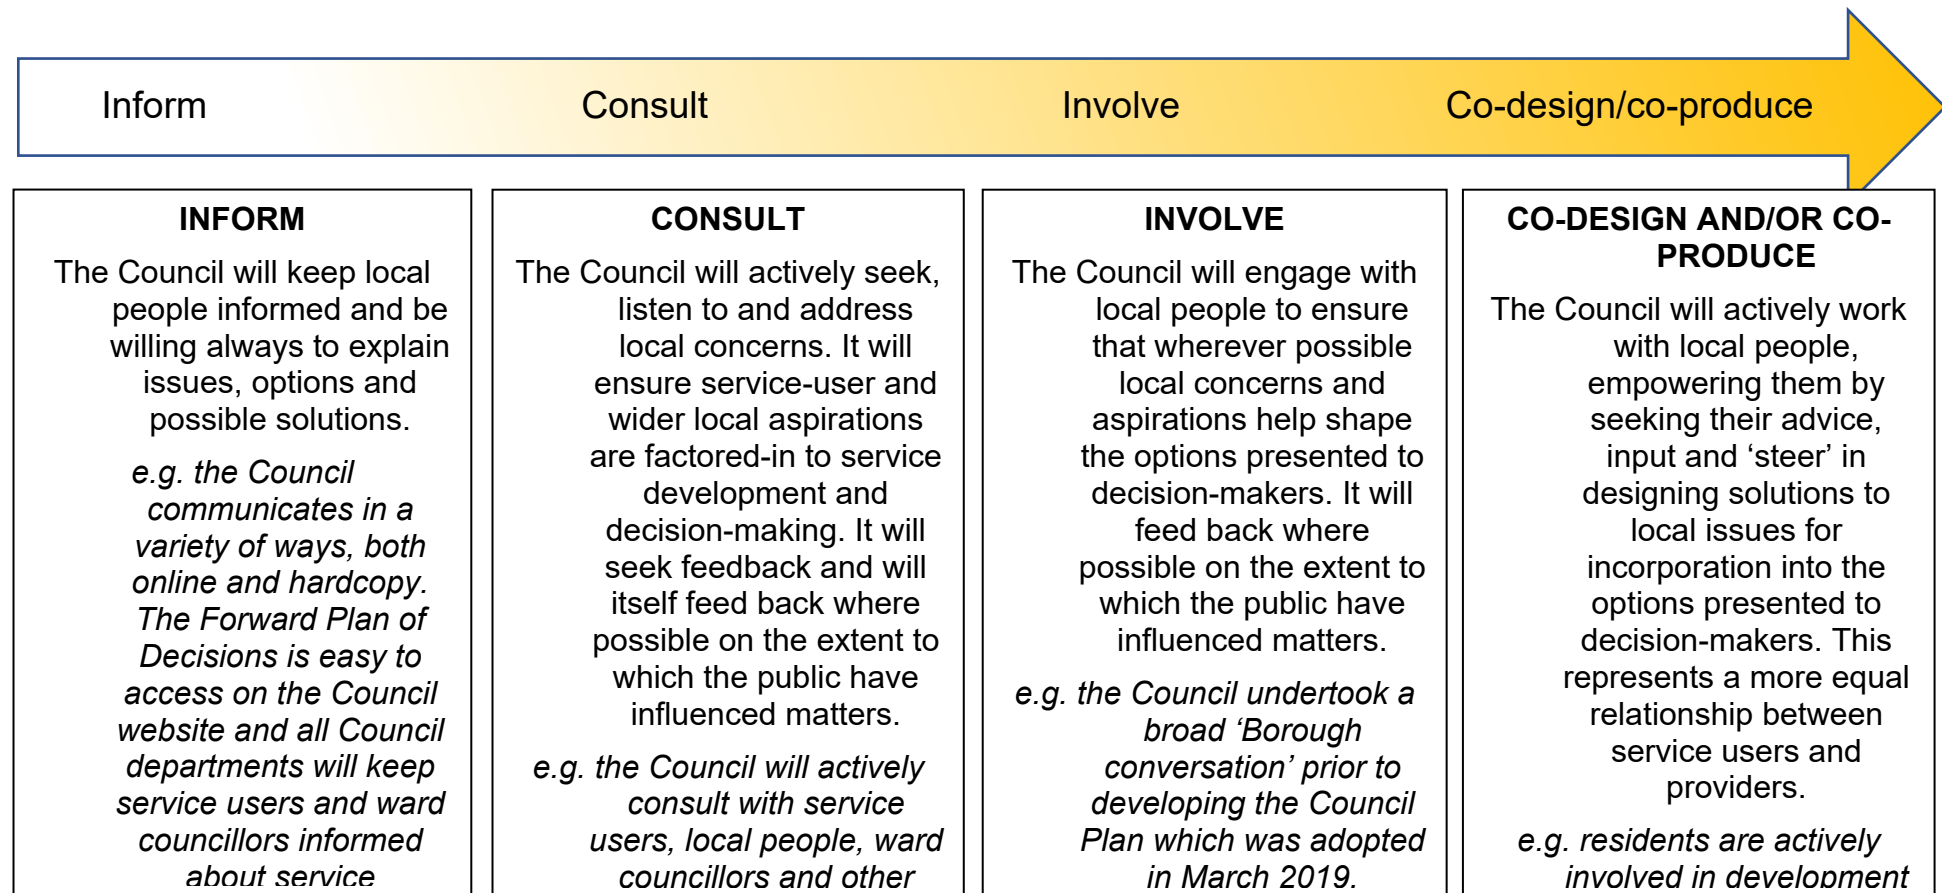 Inform
Consult
Involve
Co-design/co-produce
INFORM
The Council will keep local
people informed and be
willing always to explain
issues, options and
possible solutions.
e.g. the Council
communicates in a
variety of ways, both
online and hardcopy.
The Forward Plan of
Decisions is easy to
access on the Council
website and all Council
departments will keep
service users and ward
councillors informed
about service
CONSULT
The Council will actively seek,
listen to and address
local concerns. It will
ensure service-user and
wider local aspirations
are factored-in to service
development and
decision-making. It will
seek feedback and will
itself feed back where
possible on the extent to
which the public have
influenced matters.
e.g. the Council will actively
consult with service
users, local people, ward
councillors and other
INVOLVE
The Council will engage with
local people to ensure
that wherever possible
local concerns and
aspirations help shape
the options presented to
decision-makers. It will
feed back where
possible on the extent to
which the public have
influenced matters.
e.g. the Council undertook a
broad ‘Borough
conversation’ prior to
developing the Council
Plan which was adopted
in March 2019.
CO-DESIGN AND/OR CO-
PRODUCE
The Council will actively work
with local people,
empowering them by
seeking their advice,
input and ‘steer’ in
designing solutions to
local issues for
incorporation into the
options presented to
decision-makers. This
represents a more equal
relationship between
service users and
providers.
e.g. residents are actively
involved in development